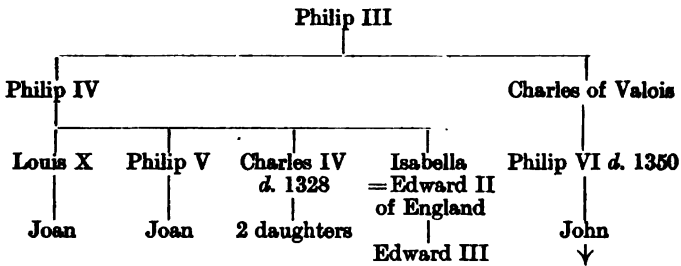 Philip III
Philip IV Charles of Valois
Louis X Philip V Charles IV Isabella Philip VI d. 1350
d. 1328 =Edward II
of England
Joan Joan 2 daughters John
Edward III